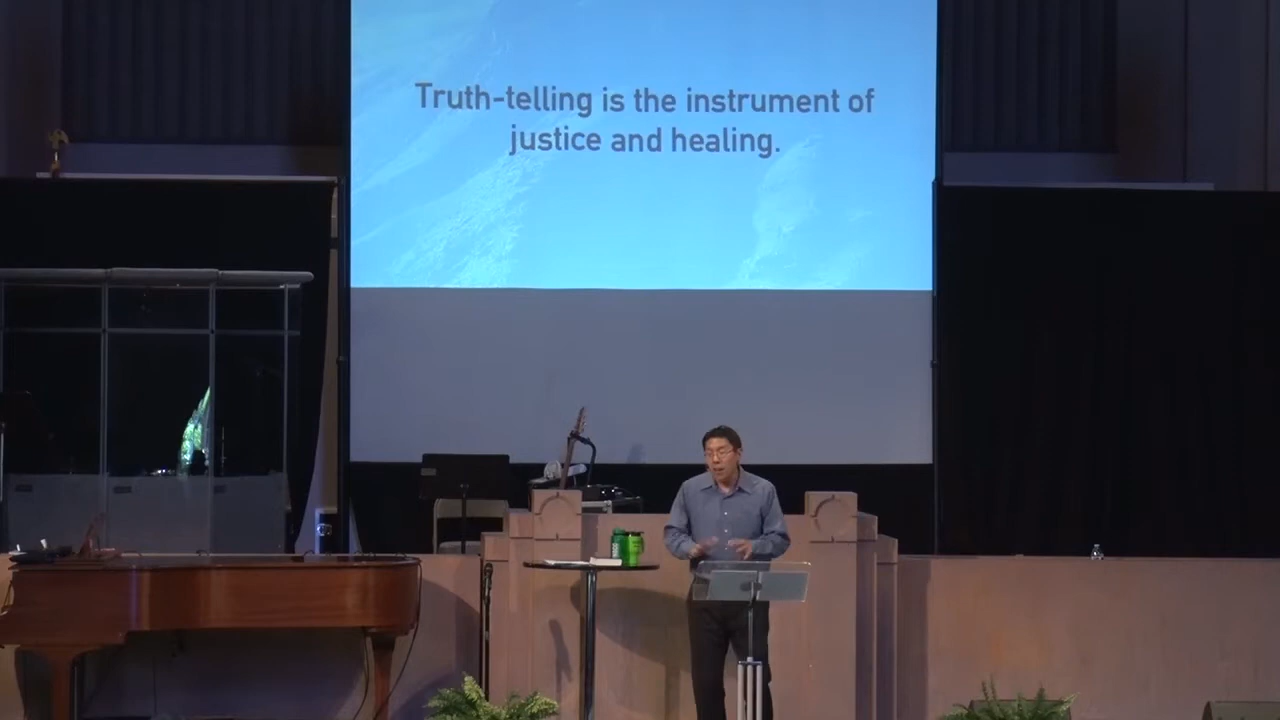 Truth-telling is the instrument of
justice and healing.